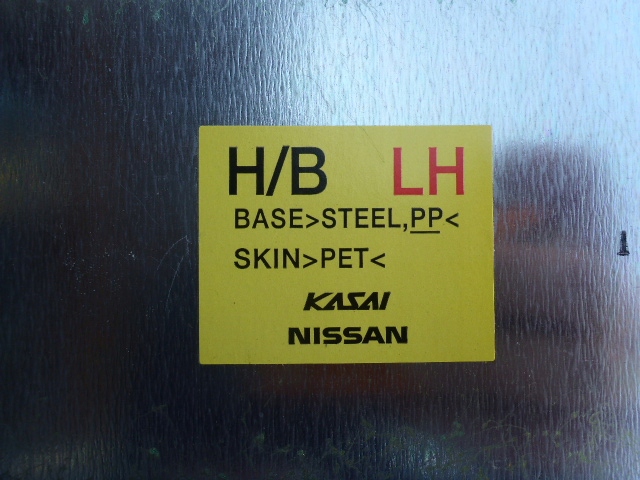 H/B LH
BASE>STEEL,PP<
SKIN>PET<
KASAI
NISSAN